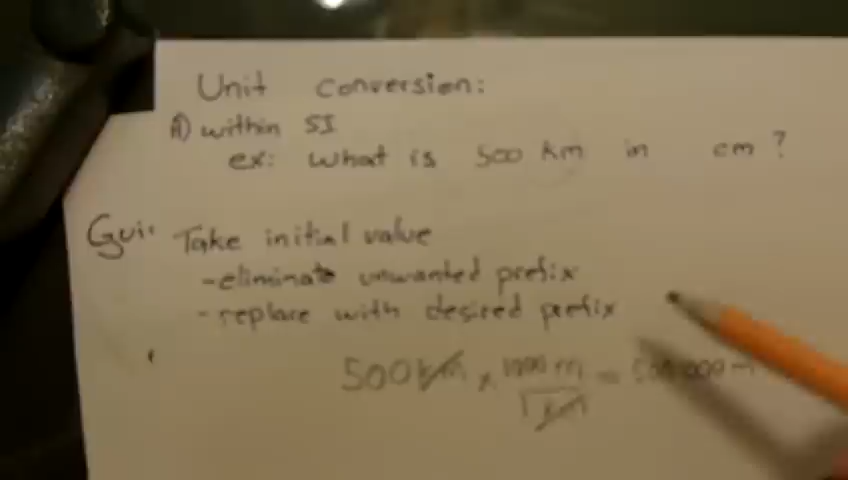 Unit conversion:
A) within SI
ex: What is 500 km in cm?
Gui: Take initial value
- eliminate unwanted prefix
- replace with desired prefix
500 km x 1000 m = 500 000 m
1 km